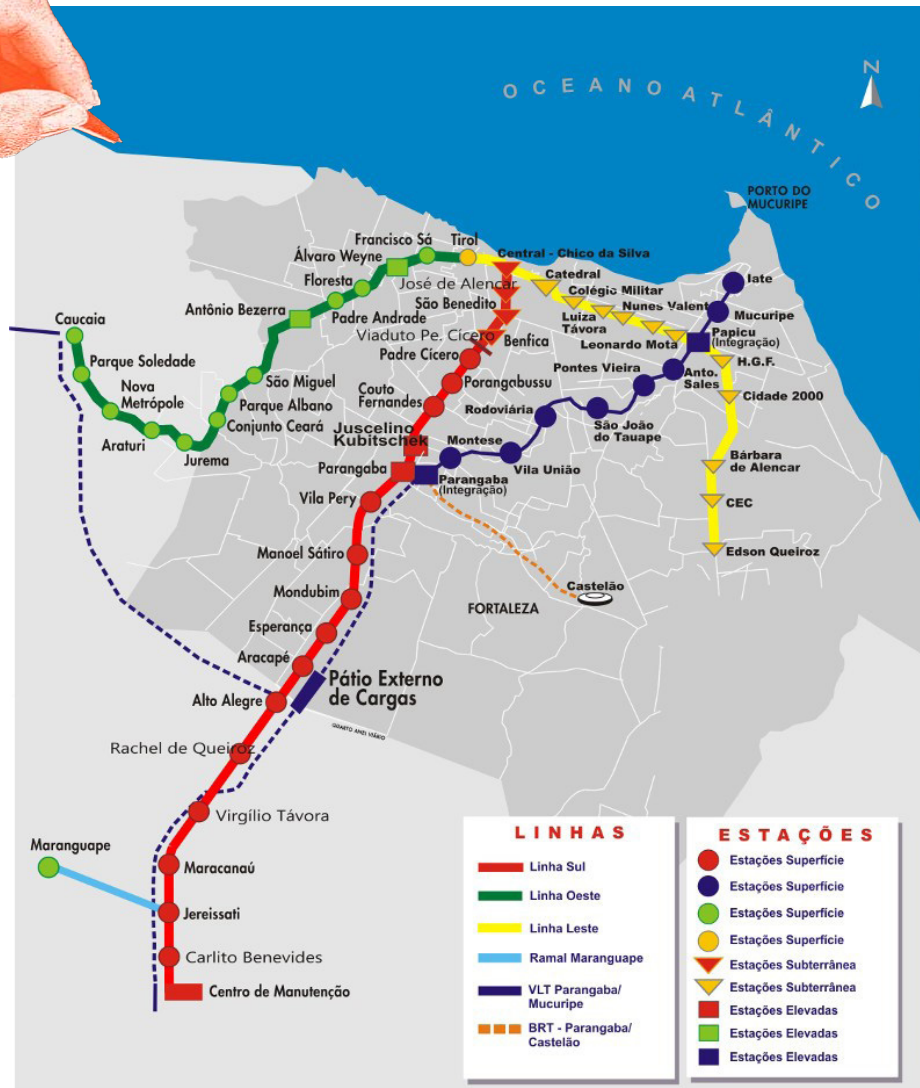 OCEANO ATLÂNTICO
N
PORTO DO
MUCURIPE
Francisco Sá
Tirol
Central - Chico da Silva
Álvaro Weyne
José de Alencar
Catedral
Iate
Floresta
Colégio Militar
São Benedito
Nunes Valent
Antônio Bezerra
Padre Andrade
Luiza
Távora
Mucuripe
Caucaia
Viaduto Pe. Cícero
Benfica
Leonardo Mota
Papicu
(Integração)
Padre Cícero
H.G.F.
Parque Soledade
Pontes Vieira
Anto.
Sales
São Miguel
Porangabussu
Nova
Metrópole
Couto
Fernandes
Cidade 2000
Parque Albano
Rodoviária
São João
do Tauape
Conjunto Ceará
Juscelino
Kubitschek
Araturi
Montese
Jurema
Vila União
Bárbara
de Alencar
Parangaba
Parangaba
(Integração)
Vila Pery
CEC
Manoel Sátiro
Edson Queiroz
Mondubim
Castelão
FORTALEZA
Esperança
Aracapé
Pátio Externo
de Cargas
Alto Alegre
QUARTO ANEL VIÁRIO
Rachel de Queiroz
Virgílio Távora
Maranguape
Maracanaú
Jereissati
Carlito Benevides
Centro de Manutenção
LINHAS
Linha Sul
Linha Oeste
Linha Leste
Ramal Maranguape
VLT Parangaba/
Mucuripe
BRT - Parangaba/
Castelão
ESTAÇÕES
Estações Superfície
Estações Superfície
Estações Superfície
Estações Superfície
Estações Subterrânea
Estações Subterrânea
Estações Elevadas
Estações Elevadas
Estações Elevadas